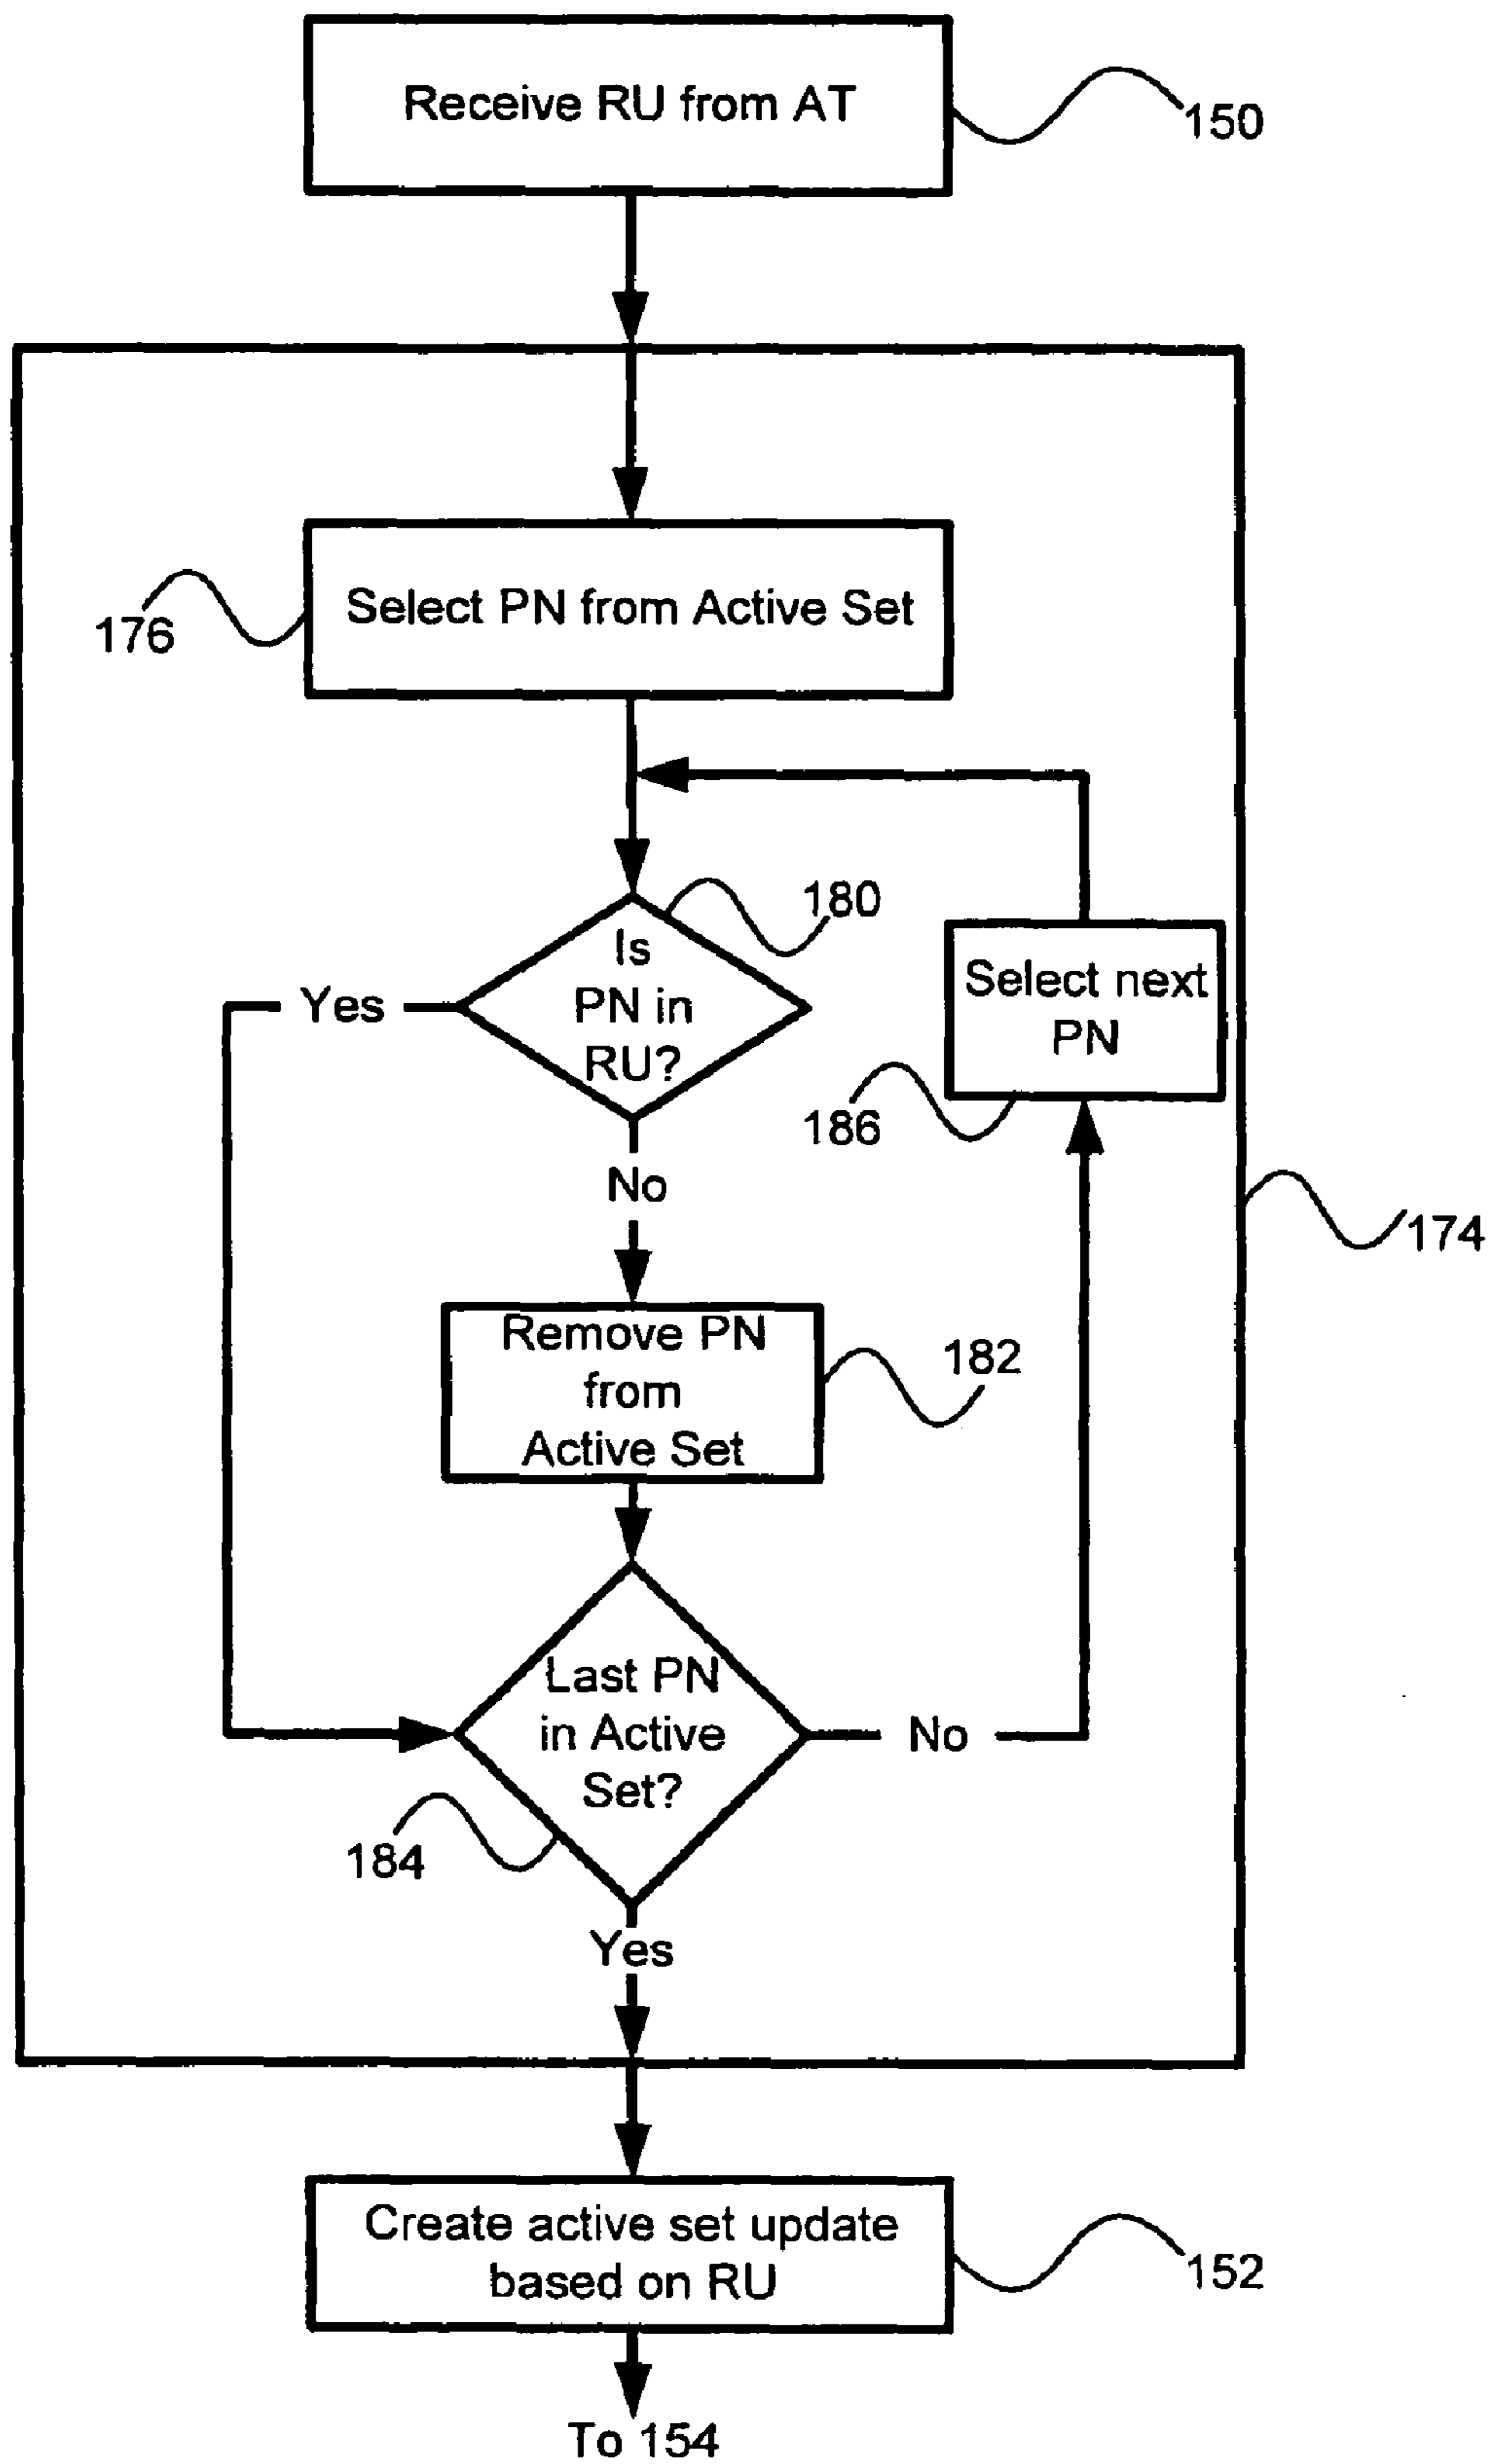 Receive RU from AT
150
Select PN from Active Set
176
180
Is
PN in
RU?
Yes
Select next
PN
186
No
174
Remove PN
from
Active Set
182
Last PN
in Active
Set?
No
184
Yes
Create active set update
based on RU
152
To 154